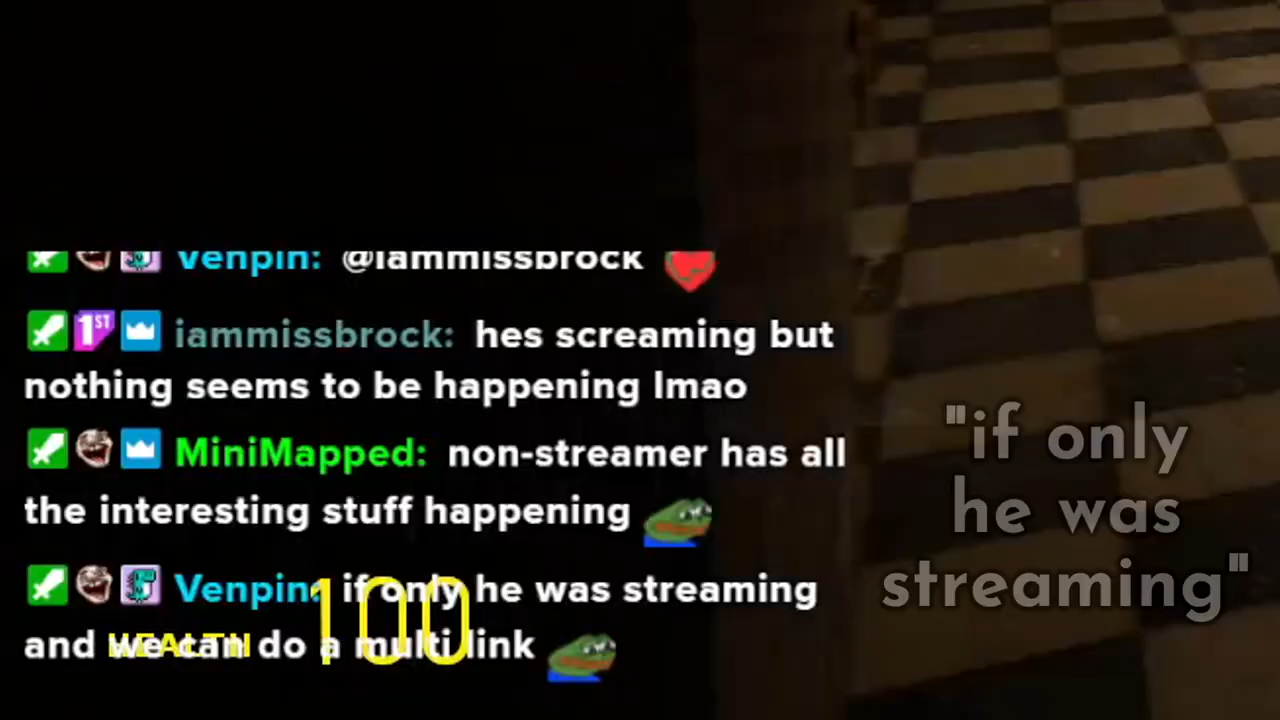 Venpin: @iammissbrock
1ST iammissbrock: hes screaming but
nothing seems to be happening lmao
MiniMapped: non-streamer has all
the interesting stuff happening
Venpin: if only he was streaming
and we can do a multi link
HEALTH 100
"if only
he was
streaming"